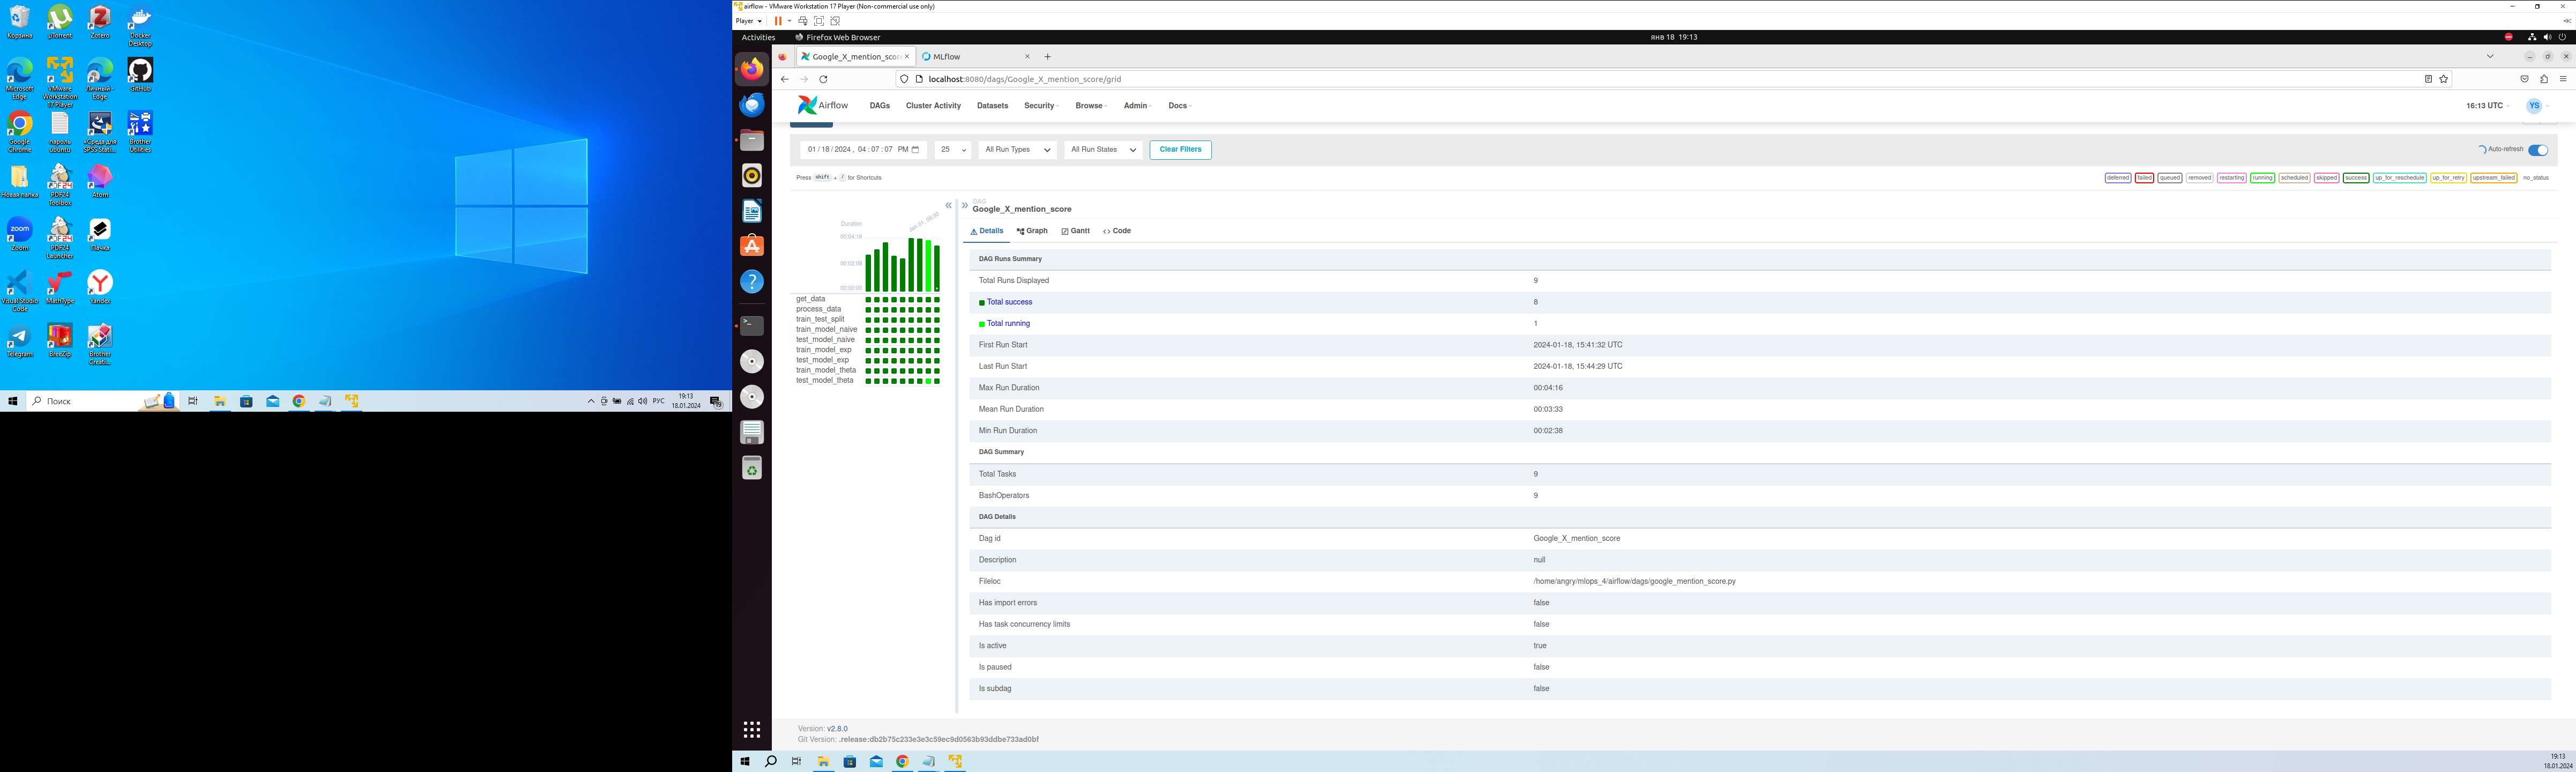 Корзина
µTorrent
Zotero
Docker Desktop
Microsoft Edge
VMware Workstation 17 Player
Личный - Edge
GitHub
Google Chrome
пароль ubuntu
«Среда для SPSS Stati...
Brother Utilities
Новая папка
PDF24 Toolbox
Atom
zoom
Zoom
PDF24 Launcher
Пачка
Visual Studio Code
MathType
Yandex
Telegram
BreeZip
Brother Creati...
Поиск
РУС
19:13
18.01.2024
airflow - VMware Workstation 17 Player (Non-commercial use only)
Player
Activities
Firefox Web Browser
янв 18 19:13
Google_X_mention_scor
MLflow
localhost:8080/dags/Google_X_mention_score/grid
Airflow
DAGs
Cluster Activity
Datasets
Security
Browse
Admin
Docs
16:13 UTC
YS
01 / 18 / 2024 , 04 : 07 : 07 PM
25
All Run Types
All Run States
Clear Filters
Auto-refresh
Press shift + / for Shortcuts
deferred
failed
queued
removed
restarting
running
scheduled
skipped
success
up_for_reschedule
up_for_retry
upstream_failed
no_status
DAG
Google_X_mention_score
Duration
00:04:16
00:02:08
00:00:00
get_data
process_data
train_test_split
train_model_naive
test_model_naive
train_model_exp
test_model_exp
train_model_theta
test_model_theta
Details
Graph
Gantt
Code
DAG Runs Summary
Total Runs Displayed 9
Total success 8
Total running 1
First Run Start 2024-01-18, 15:41:32 UTC
Last Run Start 2024-01-18, 15:44:29 UTC
Max Run Duration 00:04:16
Mean Run Duration 00:03:33
Min Run Duration 00:02:38
DAG Summary
Total Tasks 9
BashOperators 9
DAG Details
Dag id Google_X_mention_score
Description null
Fileloc /home/angry/mlops_4/airflow/dags/google_mention_score.py
Has import errors false
Has task concurrency limits false
Is active true
Is paused false
Is subdag false
Version: v2.8.0
Git Version: .release:db2b75c233e3e3c59ec9d0563b93ddbe733ad0bf
19:13
18.01.2024